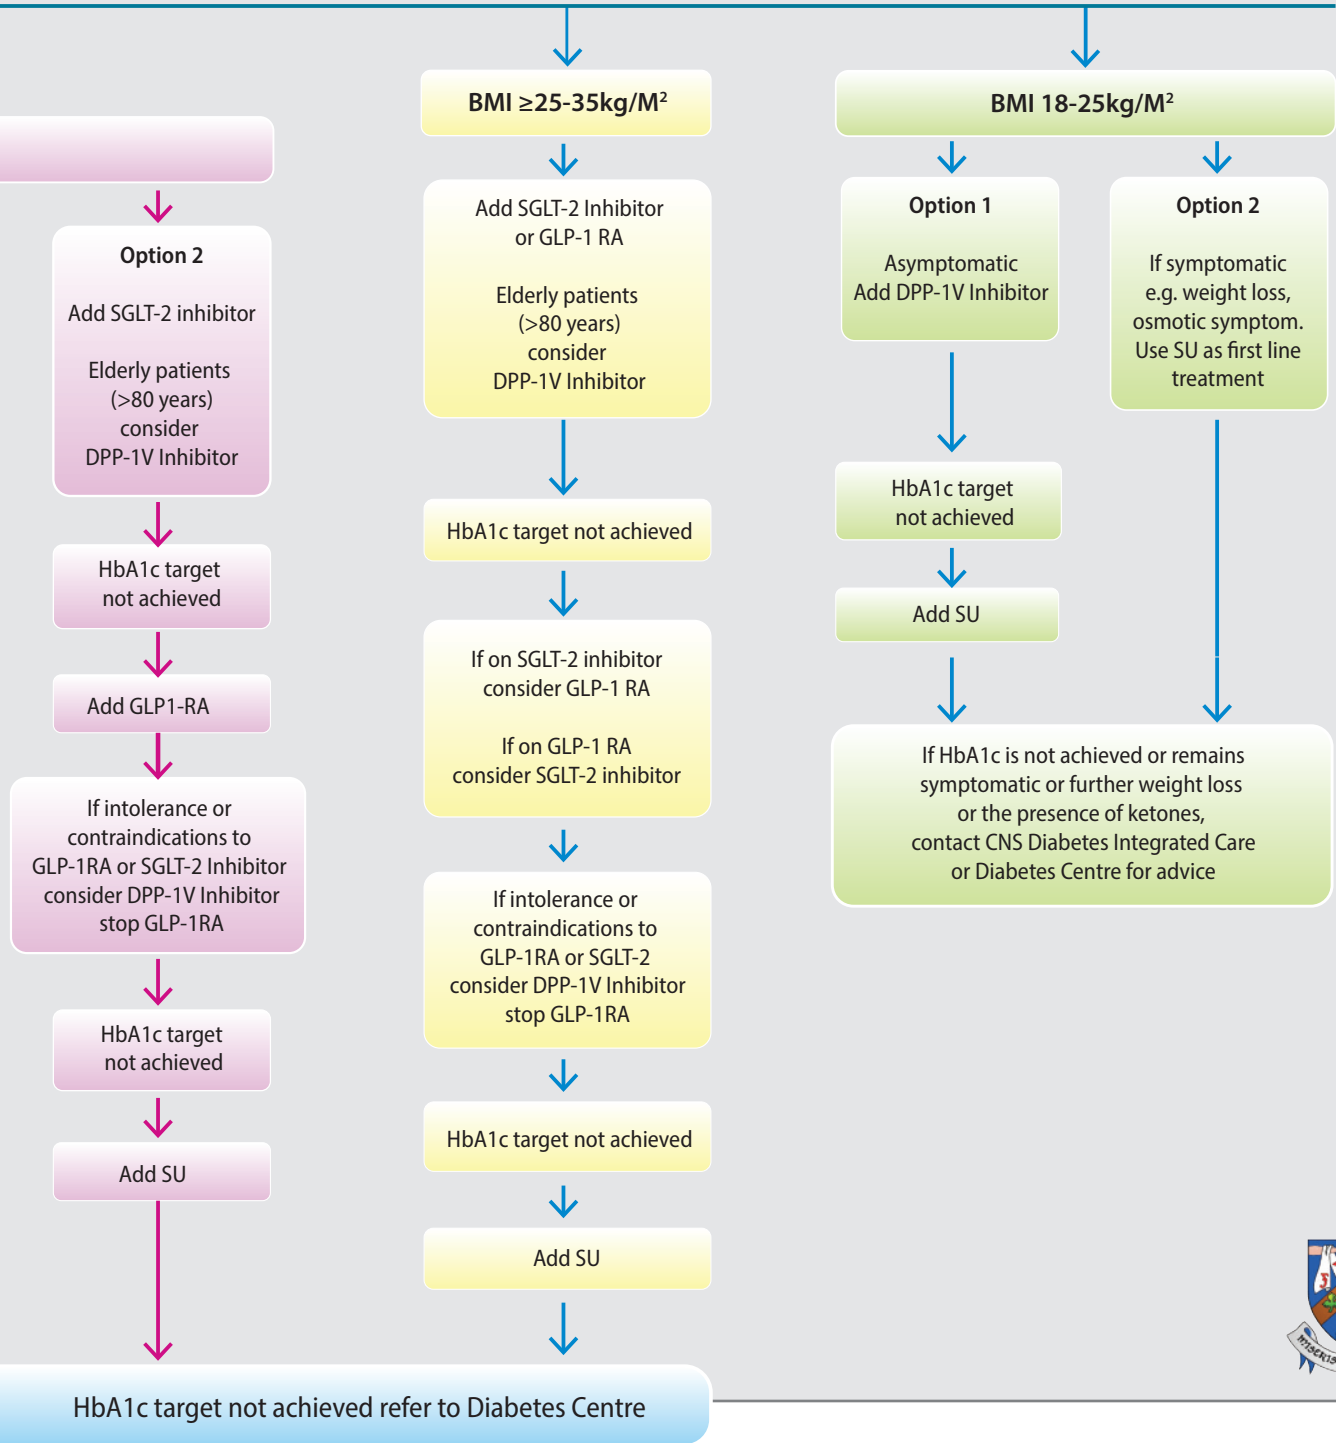 Option 2
Add SGLT-2 inhibitor
Elderly patients
(>80 years)
consider
DPP-1V Inhibitor
HbA1c target
not achieved
Add GLP1-RA
If intolerance or
contraindications to
GLP-1RA or SGLT-2 Inhibitor
consider DPP-1V Inhibitor
stop GLP-1RA
HbA1c target
not achieved
Add SU
BMI ≥25-35kg/M²
Add SGLT-2 Inhibitor
or GLP-1 RA
Elderly patients
(>80 years)
consider
DPP-1V Inhibitor
HbA1c target not achieved
If on SGLT-2 inhibitor
consider GLP-1 RA
If on GLP-1 RA
consider SGLT-2 inhibitor
If intolerance or
contraindications to
GLP-1RA or SGLT-2
consider DPP-1V Inhibitor
stop GLP-1RA
HbA1c target not achieved
Add SU
HbA1c target not achieved refer to Diabetes Centre
BMI 18-25kg/M²
Option 1
Asymptomatic
Add DPP-1V Inhibitor
HbA1c target
not achieved
Add SU
Option 2
If symptomatic
e.g. weight loss,
osmotic symptom.
Use SU as first line
treatment
If HbA1c is not achieved or remains
symptomatic or further weight loss
or the presence of ketones,
contact CNS Diabetes Integrated Care
or Diabetes Centre for advice